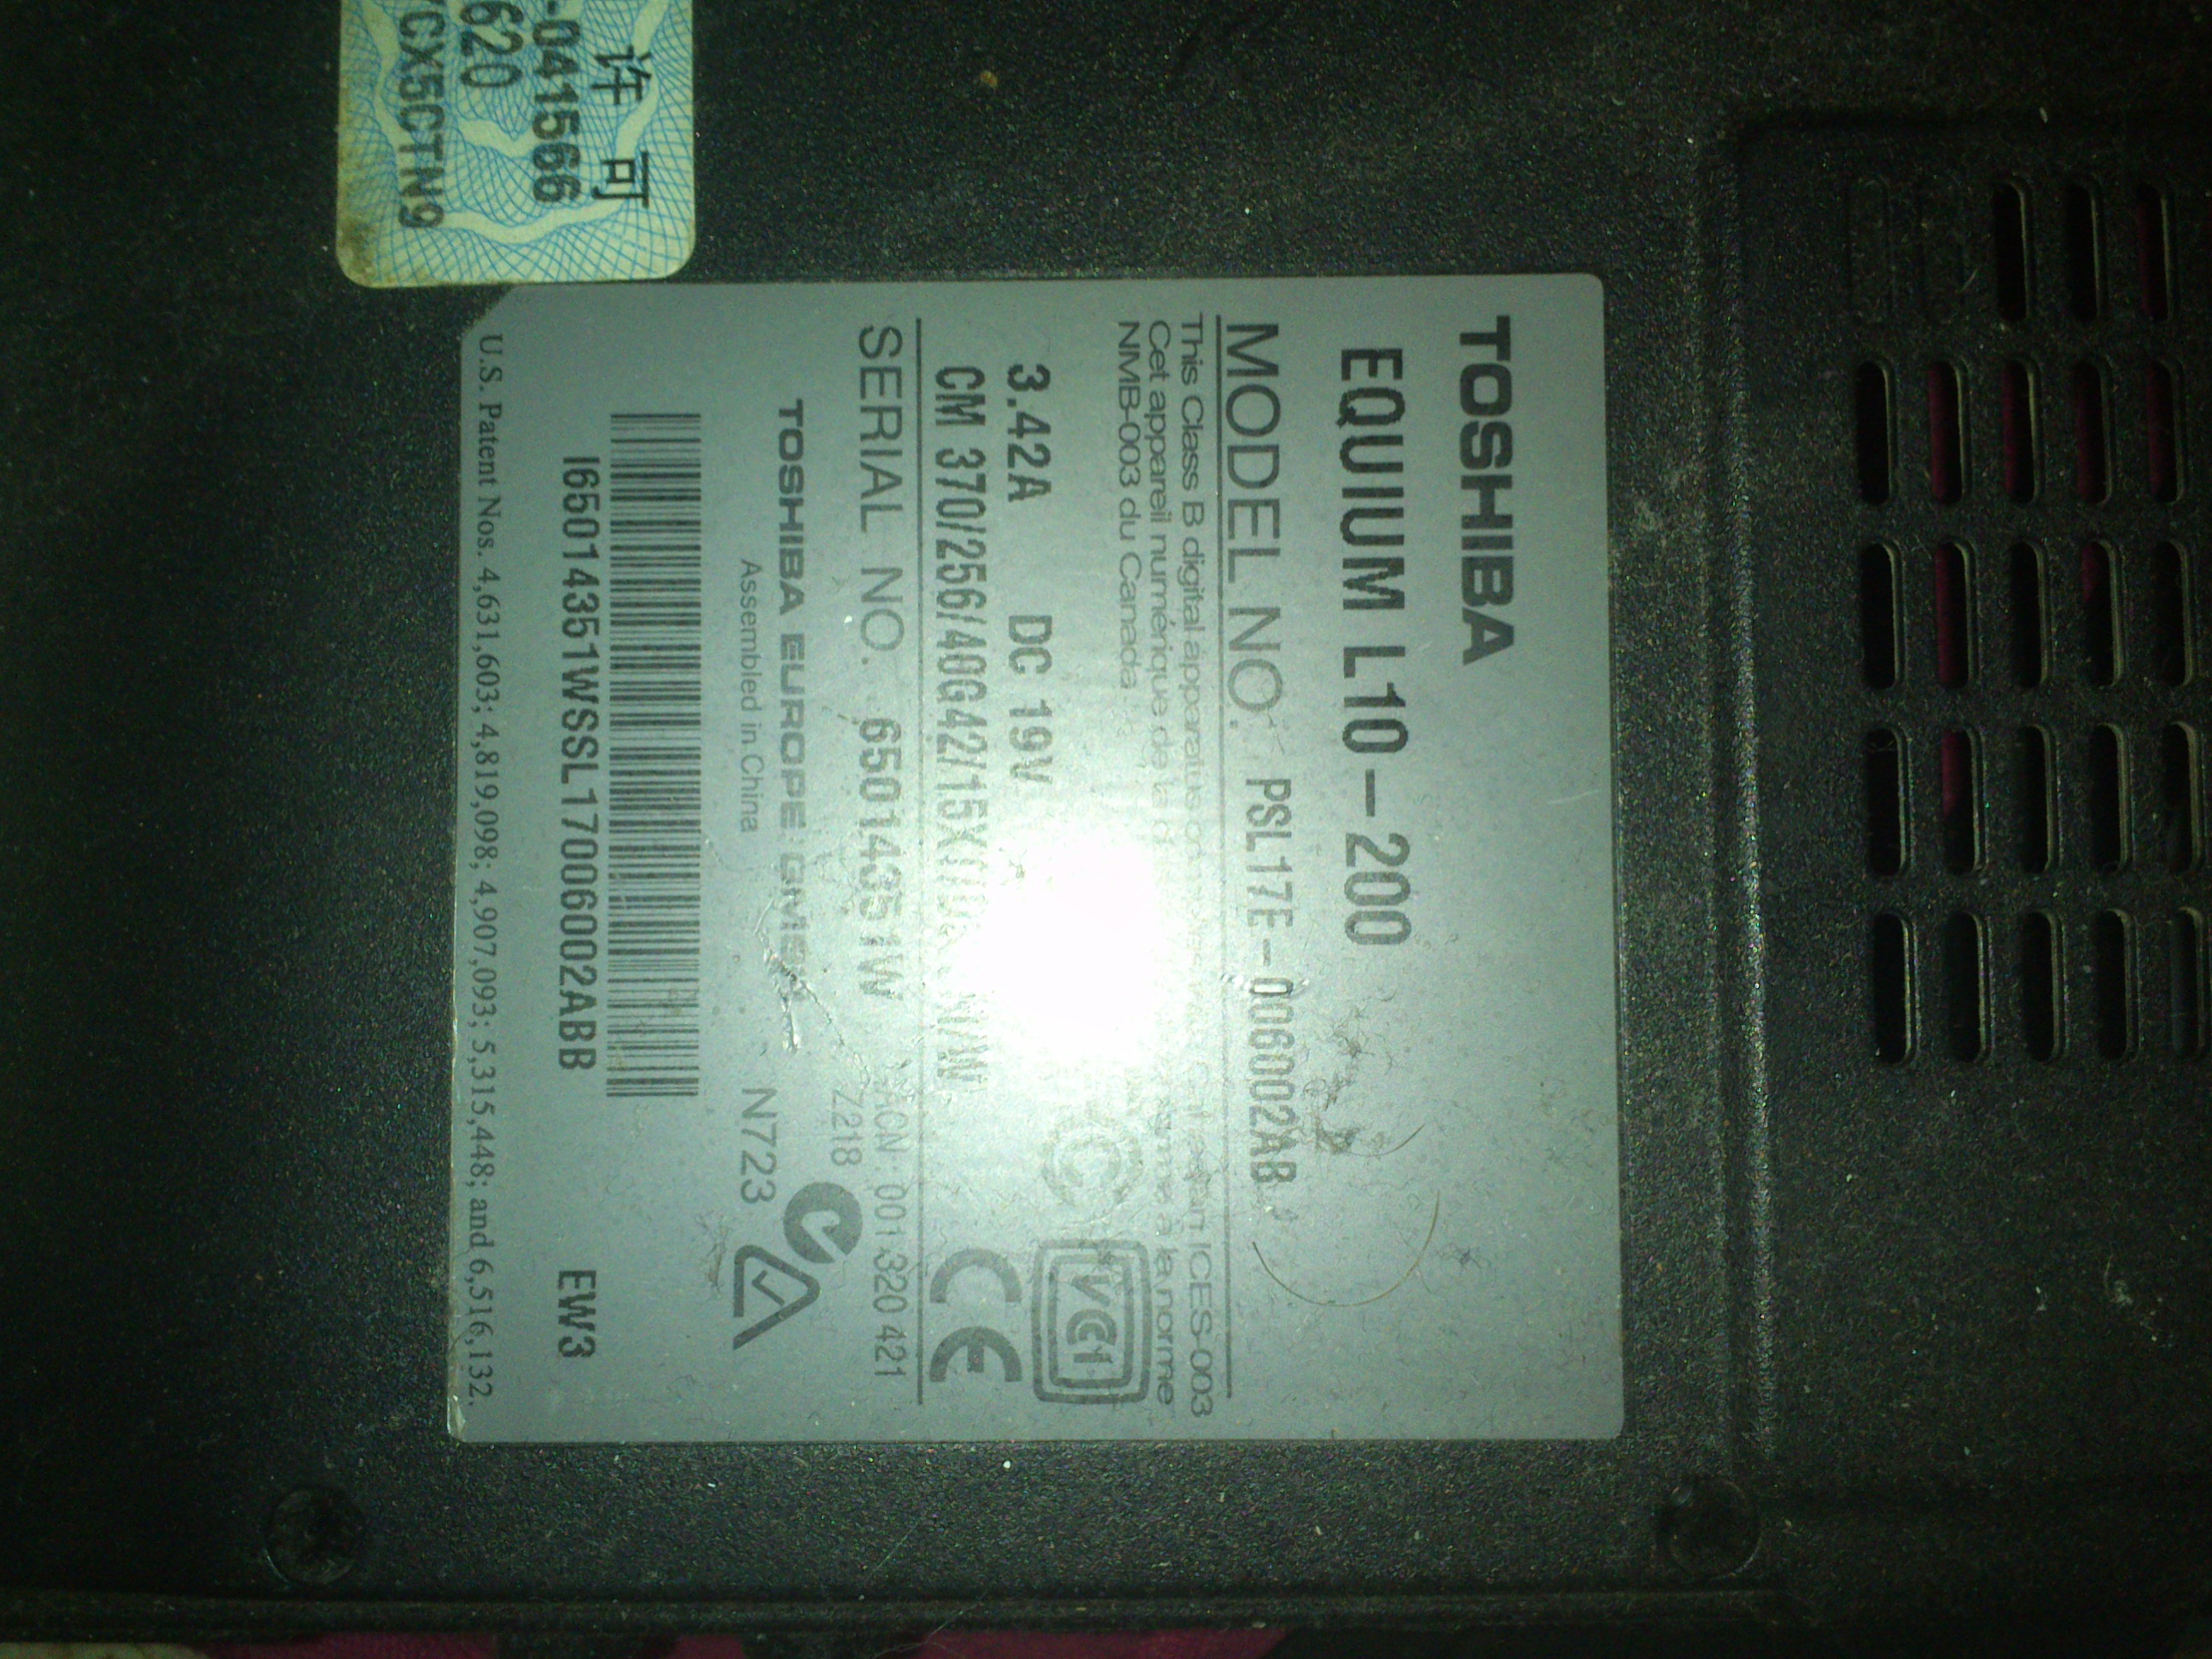 许 可
-041566
620
CX5CTN9
TOSHIBA
EQUIUM L10-200
MODEL NO. PSL17E-006002AB
This Class B digital apparatus ICES-003
Cet appareil numérique de la à la norme
NMB-003 du Canada
3.42A DC 19V
CM 370/256/40G42/15X
VCI
CE
SERIAL NO. 65014351W ACN: 001 320 421
Z218
TOSHIBA EUROPE
Assembled in China N723
I65014351WSSL17006002ABB EW3
U.S. Patent Nos. 4,631,603; 4,819,098; 4,907,093; 5,315,448; and 6,516,132.